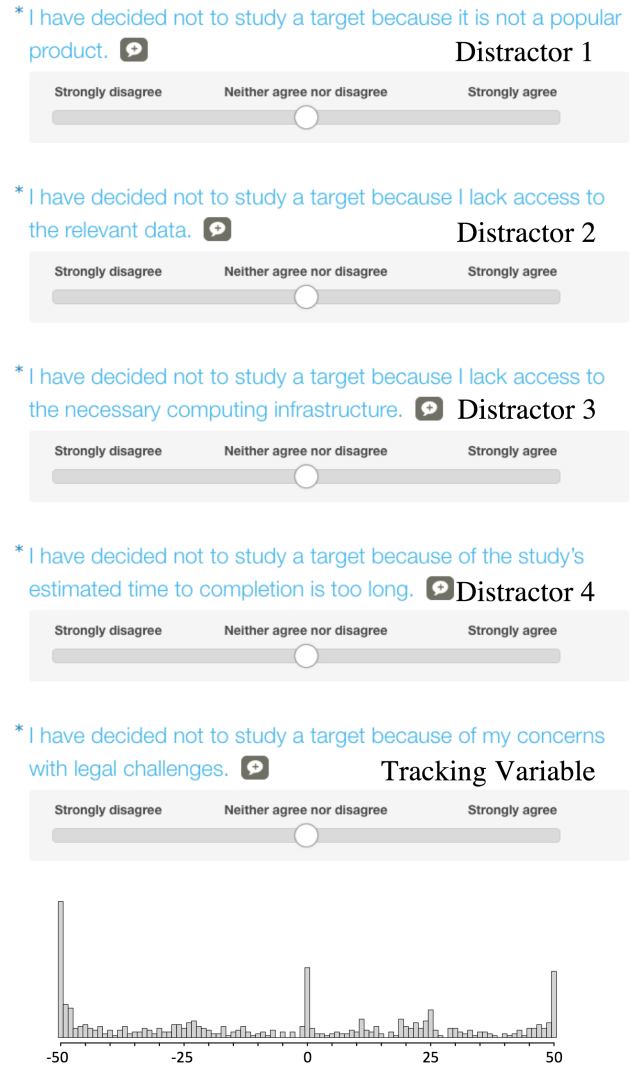 * I have decided not to study a target because it is not a popular
product. Distractor 1
Strongly disagree Neither agree nor disagree Strongly agree
* I have decided not to study a target because I lack access to
the relevant data. Distractor 2
Strongly disagree Neither agree nor disagree Strongly agree
* I have decided not to study a target because I lack access to
the necessary computing infrastructure. Distractor 3
Strongly disagree Neither agree nor disagree Strongly agree
* I have decided not to study a target because of the study's
estimated time to completion is too long. Distractor 4
Strongly disagree Neither agree nor disagree Strongly agree
* I have decided not to study a target because of my concerns
with legal challenges. Tracking Variable
Strongly disagree Neither agree nor disagree Strongly agree
-50 -25 0 25 50